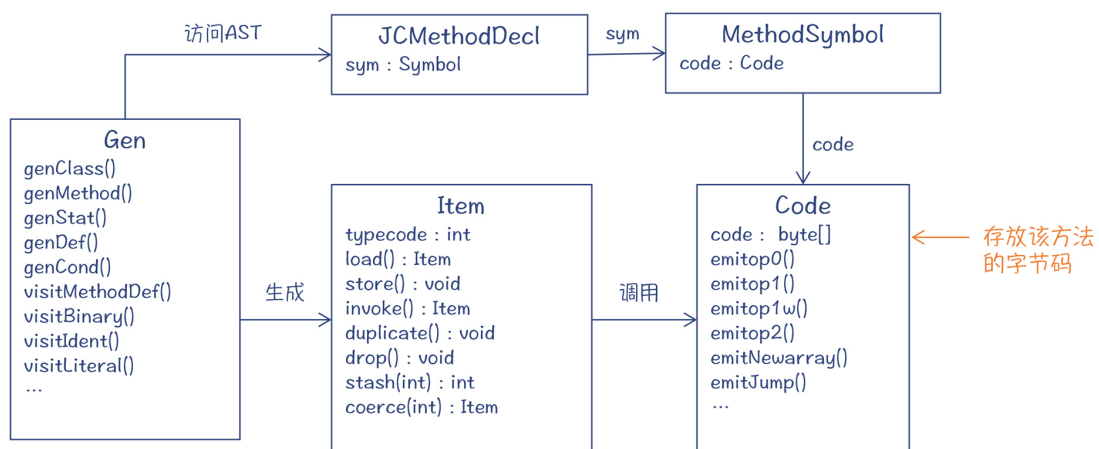 访问AST
JCMethodDecl
sym : Symbol
sym
MethodSymbol
code : Code
code
Gen
genClass()
genMethod()
genStat()
genDef()
genCond()
visitMethodDef()
visitBinary()
visitIdent()
visitLiteral()
...
生成
Item
typecode : int
load() : Item
store() : void
invoke() : Item
duplicate() : void
drop() : void
stash(int) : int
coerce(int) : Item
调用
Code
code : byte[]
emitop0()
emitop1()
emitop1w()
emitop2()
emitNewarray()
emitJump()
...
存放该方法
的字节码